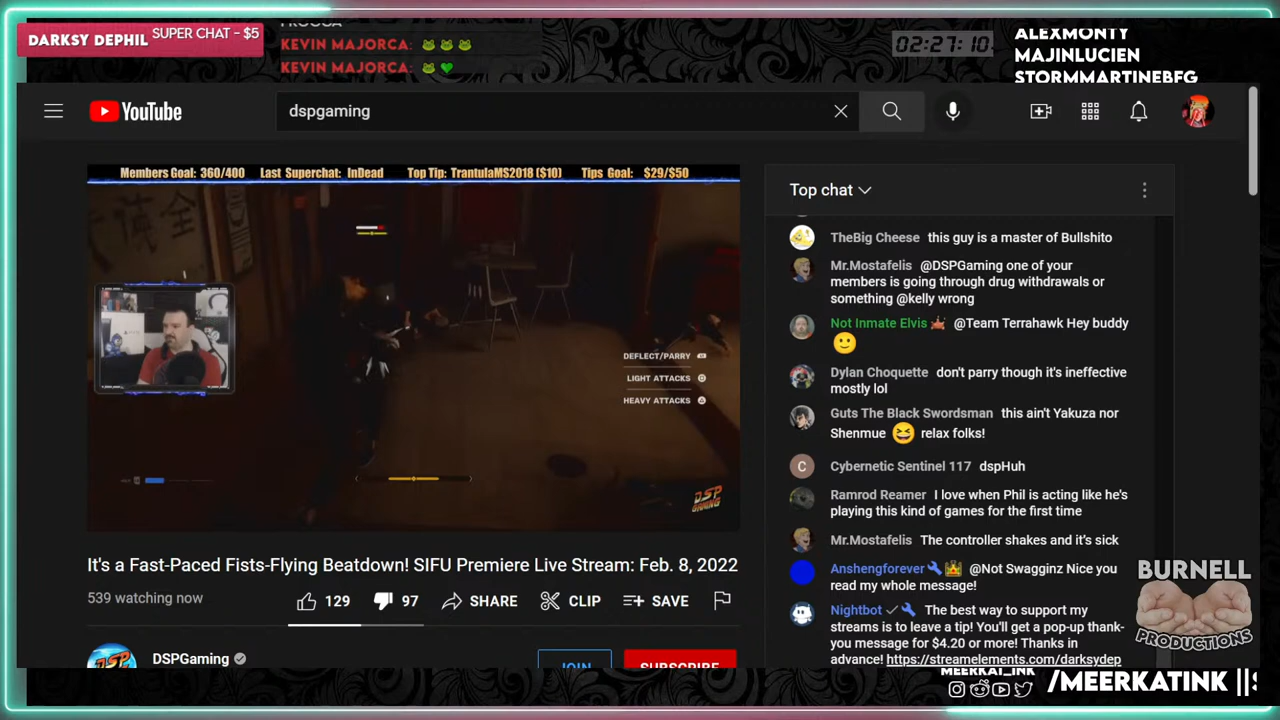 DARKSY DEPHIL SUPER CHAT - $5
KEVIN MAJORCA:
KEVIN MAJORCA:
02:27:10
ALEXMONTY
MAJINLUCIEN
STORMMARTINEBFG
YouTube
dspgaming
Members Goal: 360/400 Last Superchat: InDead Top Tip: TrantulaMS2018 ($10) Tips Goal: $29/$50
DEFLECT/PARRY
LIGHT ATTACKS
HEAVY ATTACKS
DSP
GAMING
It's a Fast-Paced Fists-Flying Beatdown! SIFU Premiere Live Stream: Feb. 8, 2022
539 watching now
129
97
SHARE
CLIP
SAVE
DSPGaming
JOIN
SUBSCRIBE
Top chat
TheBig Cheese this guy is a master of Bullshito
Mr.Mostafelis @DSPGaming one of your
members is going through drug withdrawals or
something @kelly wrong
Not Inmate Elvis @Team Terrahawk Hey buddy
Dylan Choquette don't parry though it's ineffective
mostly lol
Guts The Black Swordsman this ain't Yakuza nor
Shenmue relax folks!
C Cybernetic Sentinel 117 dspHuh
Ramrod Reamer I love when Phil is acting like he's
playing this kind of games for the first time
Mr.Mostafelis The controller shakes and it's sick
Anshengforever @Not Swagginz Nice you
read my whole message!
Nightbot The best way to support my
streams is to leave a tip! You'll get a pop-up thank-
you message for $4.20 or more! Thanks in
advance! https://streamelements.com/darksydep
BURNELL
PRODUCTIONS
MEERKAT_INK
/MEERKATINK